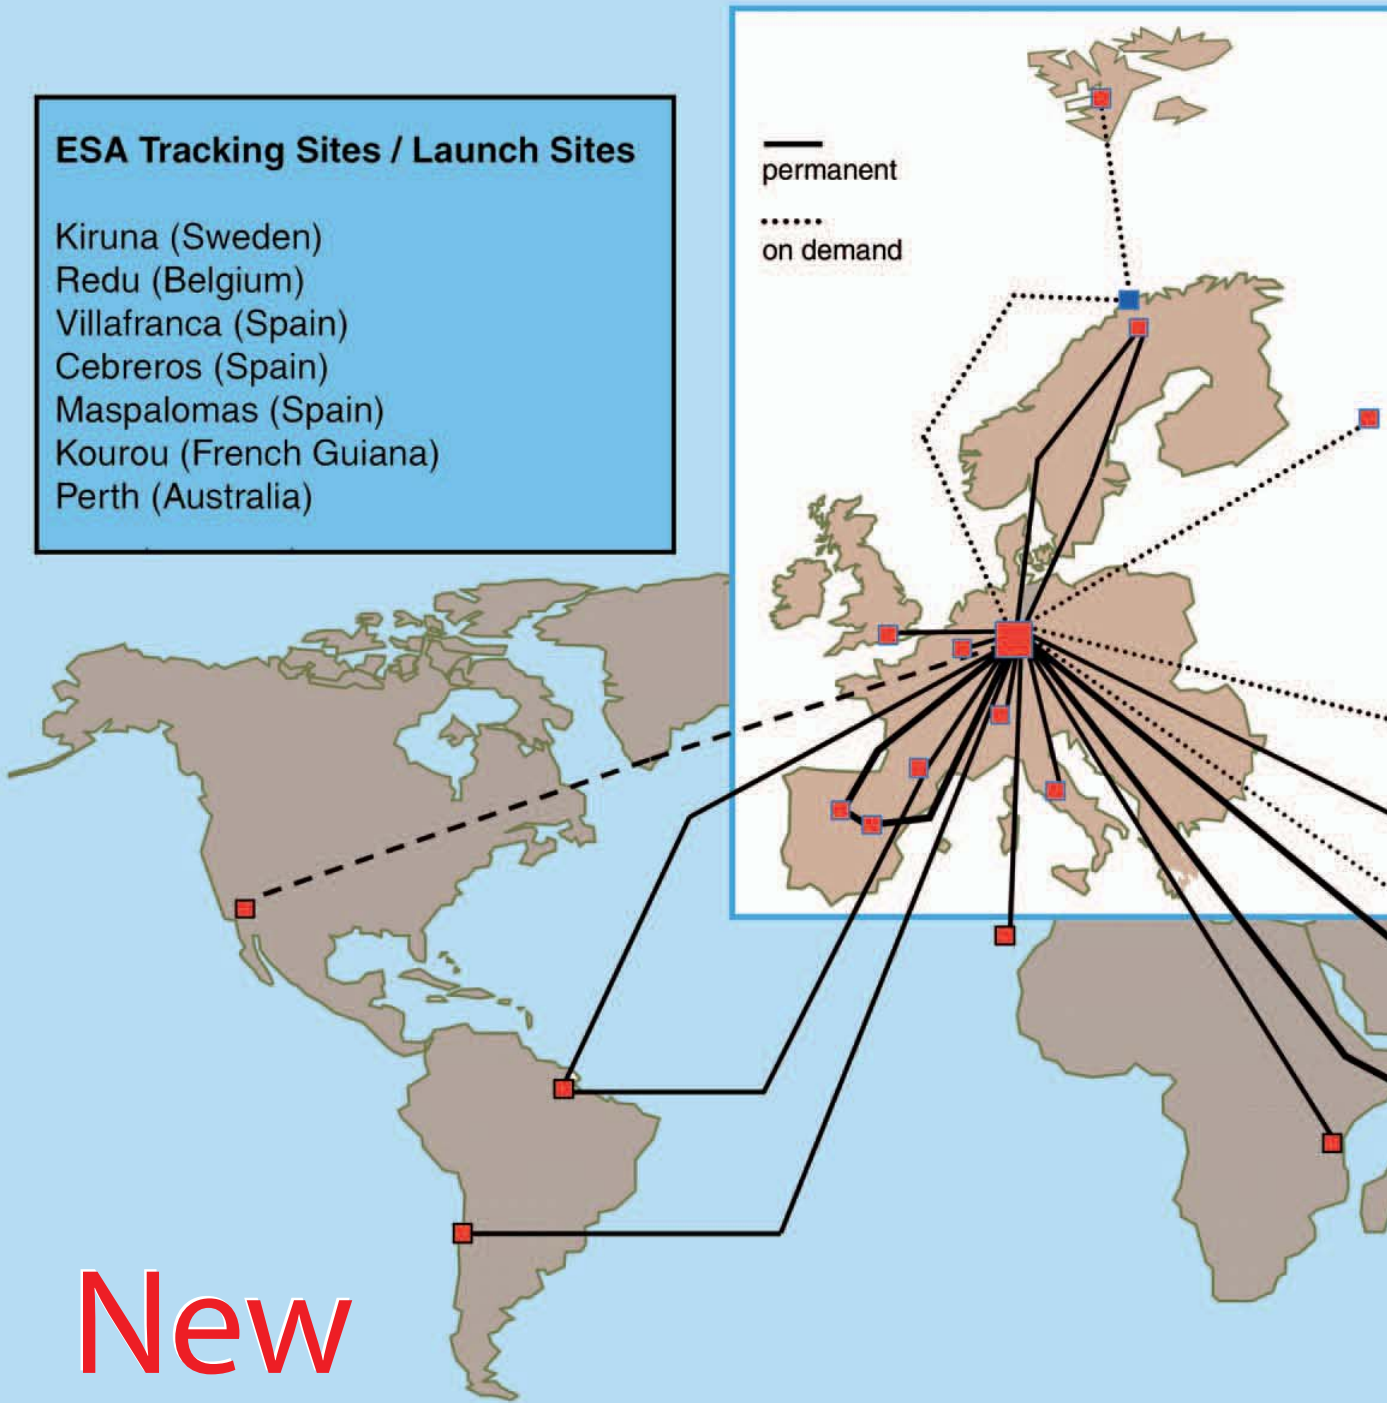 ESA Tracking Sites / Launch Sites
Kiruna (Sweden)
Redu (Belgium)
Villafranca (Spain)
Cebreros (Spain)
Maspalomas (Spain)
Kourou (French Guiana)
Perth (Australia)
permanent
on demand
New